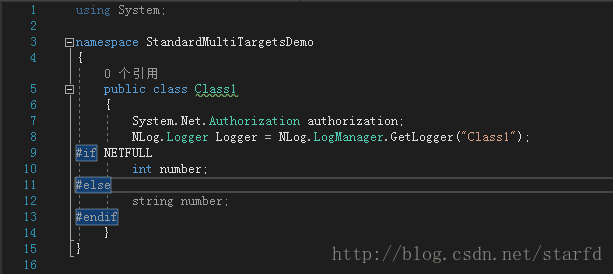 1 using System;
2
3 namespace StandardMultiTargetsDemo
4 {
0 个引用
5 public class Class1
6 {
7 System.Net.Authorization authorization;
8 NLog.Logger Logger = NLog.LogManager.GetLogger("Class1");
9 #if NETFULL
10 int number;
11 #else
12 string number;
13 #endif
14 }
15 }
16
http://blog.csdn.net/starfd